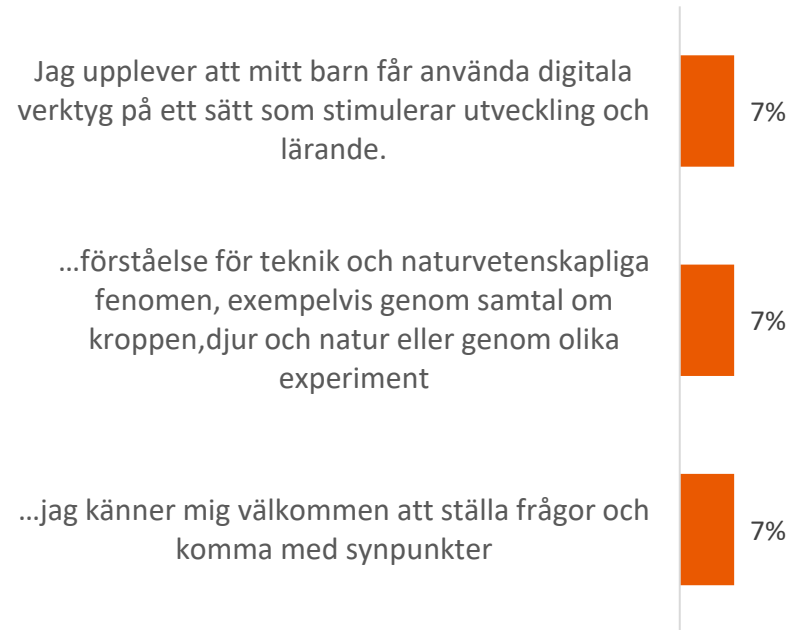 Jag upplever att mitt barn får använda digitala
verktyg på ett sätt som stimulerar utveckling och
lärande.
7%
…förståelse för teknik och naturvetenskapliga
fenomen, exempelvis genom samtal om
kroppen,djur och natur eller genom olika
experiment
7%
…jag känner mig välkommen att ställa frågor och
komma med synpunkter
7%